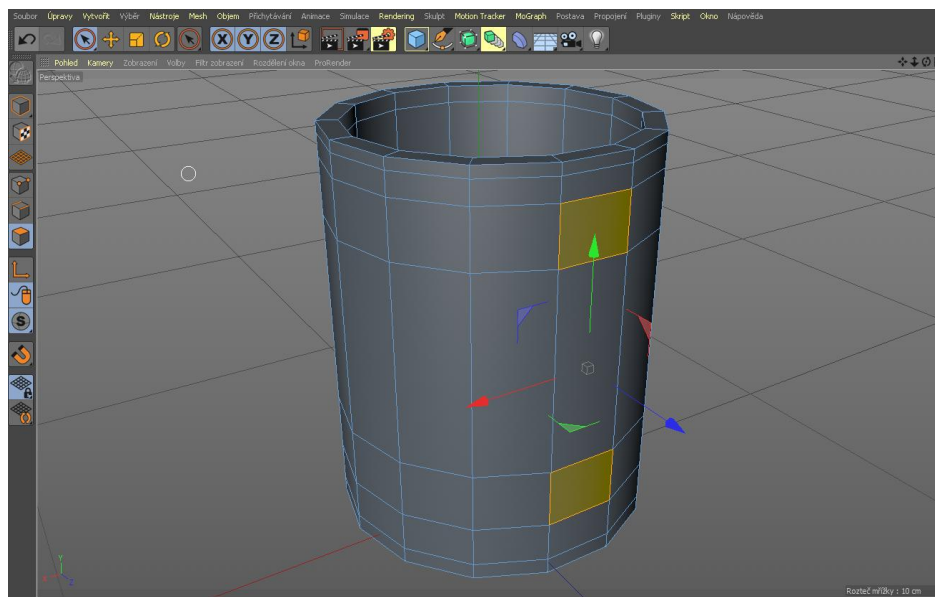 Soubor Úpravy Vytvořit Výběr Nástroje Mesh Objem Přichytávání Animace Simulace Rendering Skulpt Motion Tracker MoGraph Postava Propojení Pluginy Skript Okno Nápověda
X Y Z
Pohled Kamery Zobrazení Volby Filtr zobrazení Rozdělení okna ProRender
Perspektiva
S
Y
X Z
Rozteč mřížky : 10 cm